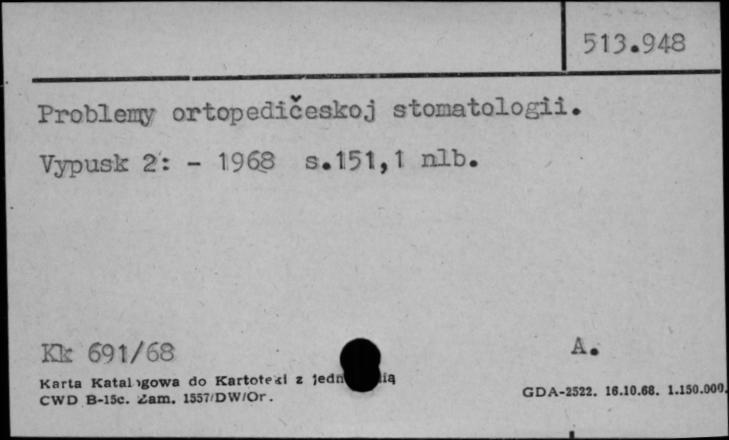 513.948
Problemy ortopedičeskoj stomatologii.
Vypusk 2: - 1968 s.151,1 nlb.
Kk 691/68
A.
Karta Katalogowa do Kartoteki z
CWD B-15c. Zam. 1557/DW/Or.
GDA-2522. 16.10.68. 1.150.000.